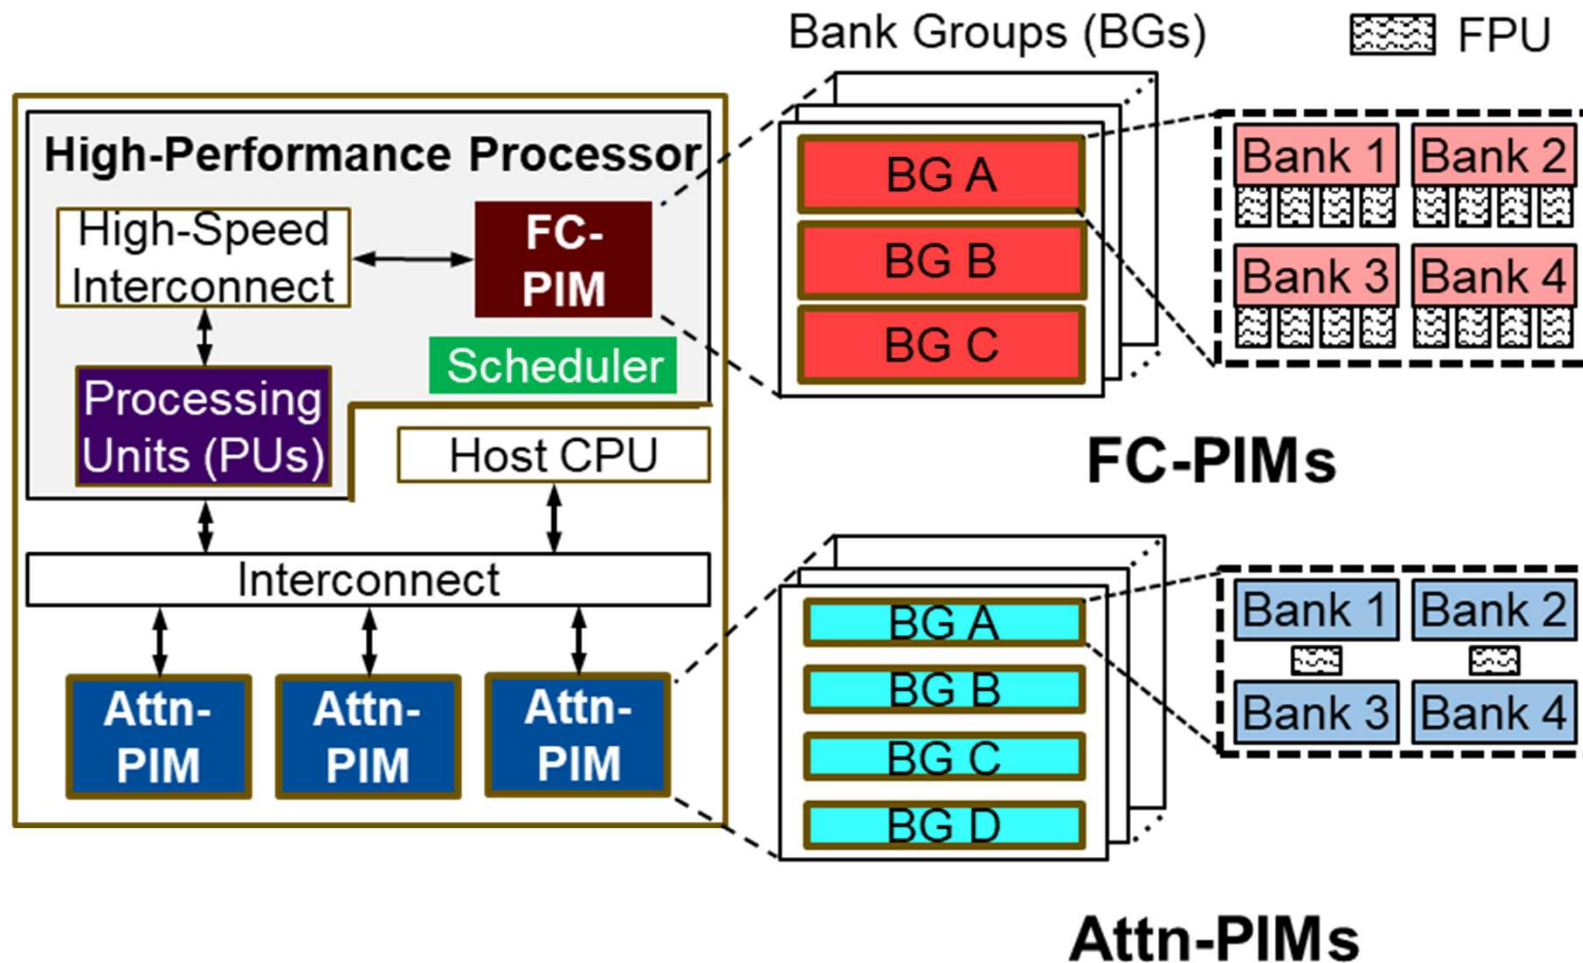 Bank Groups (BGs)
FPU
High-Performance Processor
High-Speed
Interconnect
FC-
PIM
Scheduler
Processing
Units (PUs)
Host CPU
Interconnect
Attn-
PIM
Attn-
PIM
Attn-
PIM
BG A
BG B
BG C
Bank 1
Bank 2
Bank 3
Bank 4
FC-PIMs
BG A
BG B
BG C
BG D
Bank 1
Bank 2
Bank 3
Bank 4
Attn-PIMs